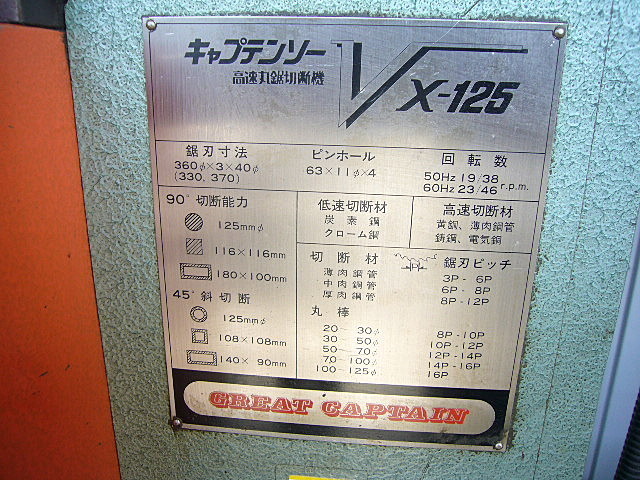 キャプテンソー
高速丸鋸切断機
VX-125
鋸刃寸法
360φ×3×40φ
(330, 370)
ピンホール
63×11φ×4
回転数
50Hz 19/38
60Hz 23/46 r.p.m.
90° 切断能力
125mmφ
116×116mm
180×100mm
45° 斜切断
125mmφ
108×108mm
140× 90mm
低速切断材
炭素鋼
クローム鋼
高速切断材
黄銅、薄肉鋼管
鋳鋼、電気銅
切断材
鋸刃ピッチ
薄肉鋼管 3P- 6P
中肉鋼管 6P- 8P
厚肉鋼管 8P-12P
丸棒
20- 30φ 8P-10P
30- 50φ 10P-12P
50- 70φ 12P-14P
70-100φ 14P-16P
100-125φ 16P
GREAT CAPTAIN